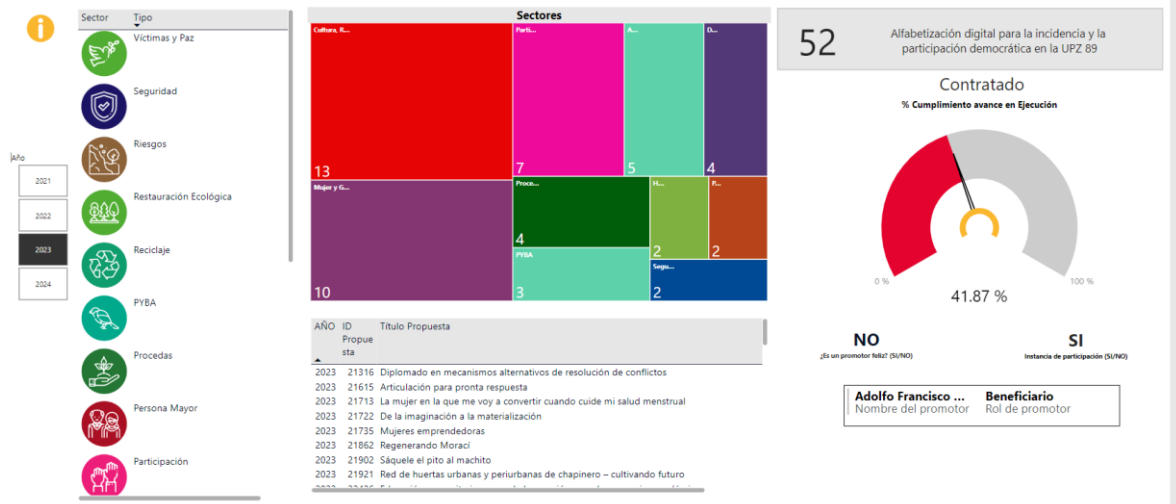 i
Sector Tipo
Víctimas y Paz
Seguridad
Riesgos
Restauración Ecológica
Reciclaje
PYBA
Procedas
Persona Mayor
Participación
Año
2021
2022
2023
2024
Sectores
Cultura, R...
13
Parti...
7
A...
5
D...
4
Mujer y G...
10
Proce...
4
H...
2
P...
2
PYBA
3
Segu...
2
AÑO ID Propue sta Título Propuesta
2023 21316 Diplomado en mecanismos alternativos de resolución de conflictos
2023 21615 Articulación para pronta respuesta
2023 21713 La mujer en la que me voy a convertir cuando cuide mi salud menstrual
2023 21722 De la imaginación a la materialización
2023 21735 Mujeres emprendedoras
2023 21862 Regenerando Morací
2023 21902 Sáquele el pito al machito
2023 21921 Red de huertas urbanas y periurbanas de chapinero – cultivando futuro
52
Alfabetización digital para la incidencia y la
participación democrática en la UPZ 89
Contratado
% Cumplimiento avance en Ejecución
0 %
100 %
41.87 %
NO
¿Es un promotor feliz? (SI/NO)
SI
Instancia de participación (SI/NO)
Adolfo Francisco ... Beneficiario
Nombre del promotor Rol de promotor